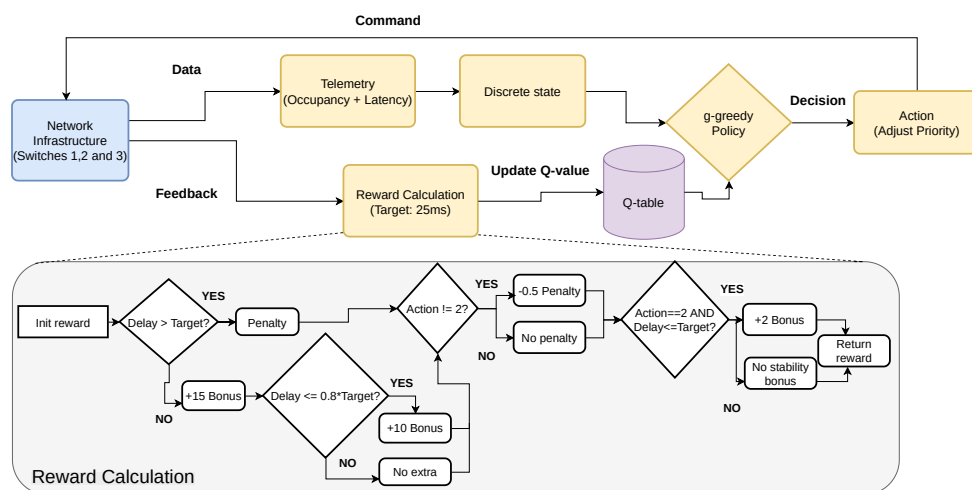 Command
Data
Telemetry
(Occupancy + Latency)
Discrete state
g-greedy
Policy
Decision
Action
(Adjust Priority)
Network
Infrastructure
(Switches 1,2 and 3)
Feedback
Reward Calculation
(Target: 25ms)
Update Q-value
Q-table
Init reward
Delay > Target?
YES
Penalty
NO
+15 Bonus
Delay <= 0.8*Target?
YES
+10 Bonus
NO
No extra
Action != 2?
YES
-0.5 Penalty
NO
No penalty
Action==2 AND
Delay<=Target?
YES
+2 Bonus
NO
No stability
bonus
Return
reward
Reward Calculation